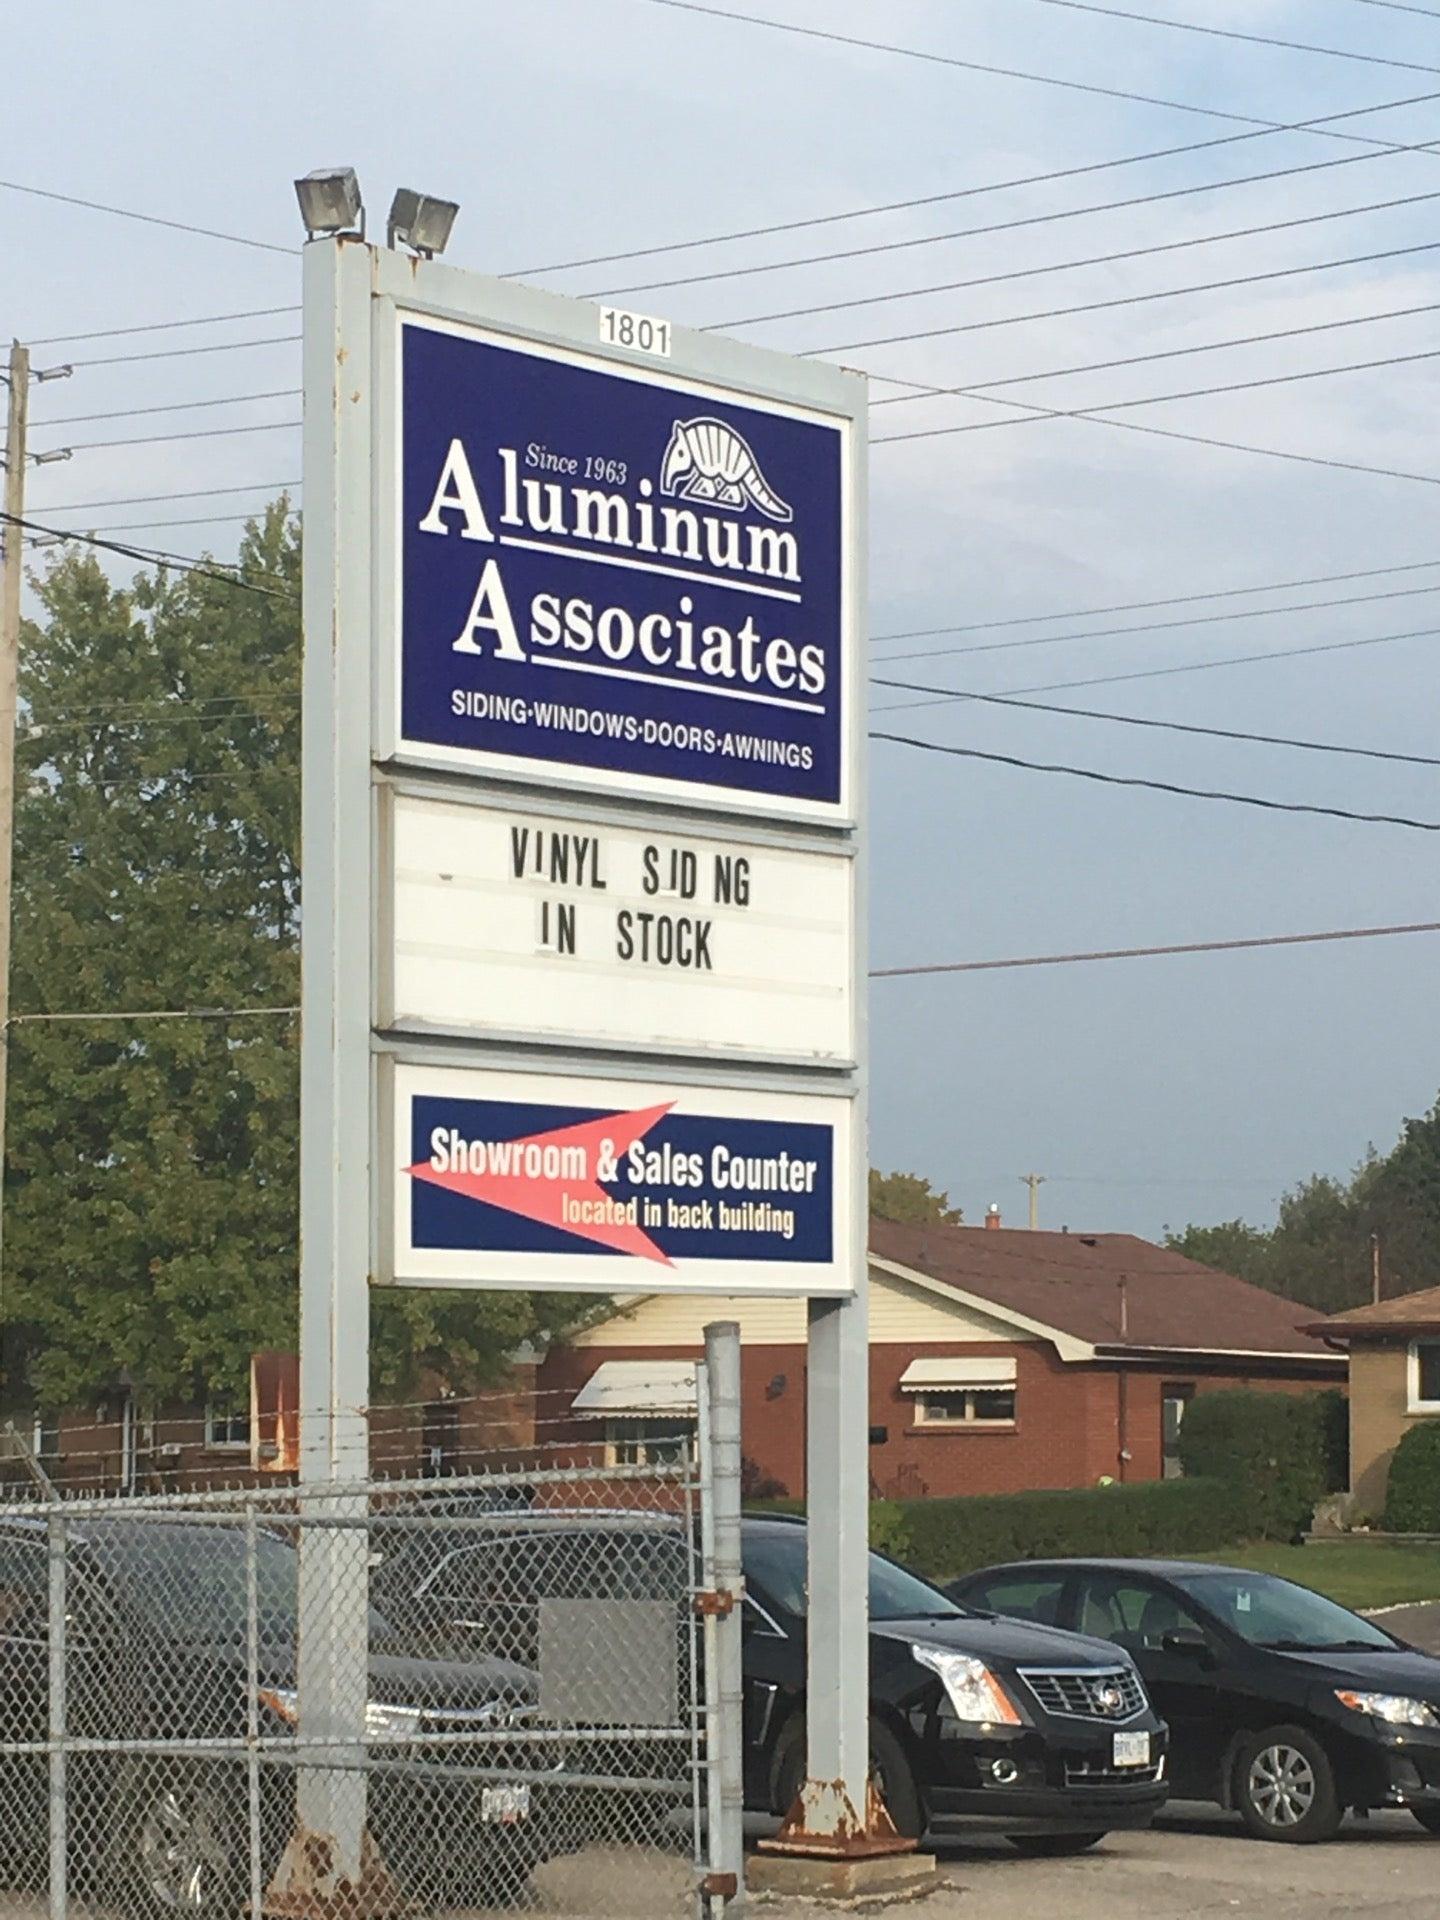 1801
Since 1963
Aluminum
Associates
SIDING·WINDOWS·DOORS·AWNINGS
VINYL SID NG
IN STOCK
Showroom & Sales Counter
located in back building